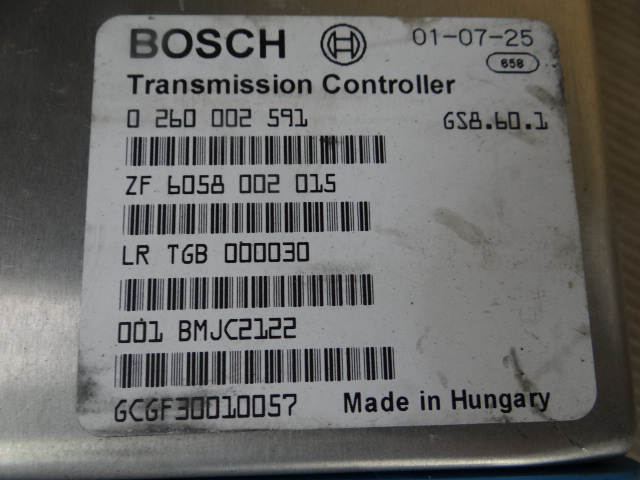 BOSCH 01-07-25
658
Transmission Controller
0 260 002 591 GS8.60.1
ZF 6058 002 015
LR TGB 000030
001 BMJC2122
GCGF30010057 Made in Hungary